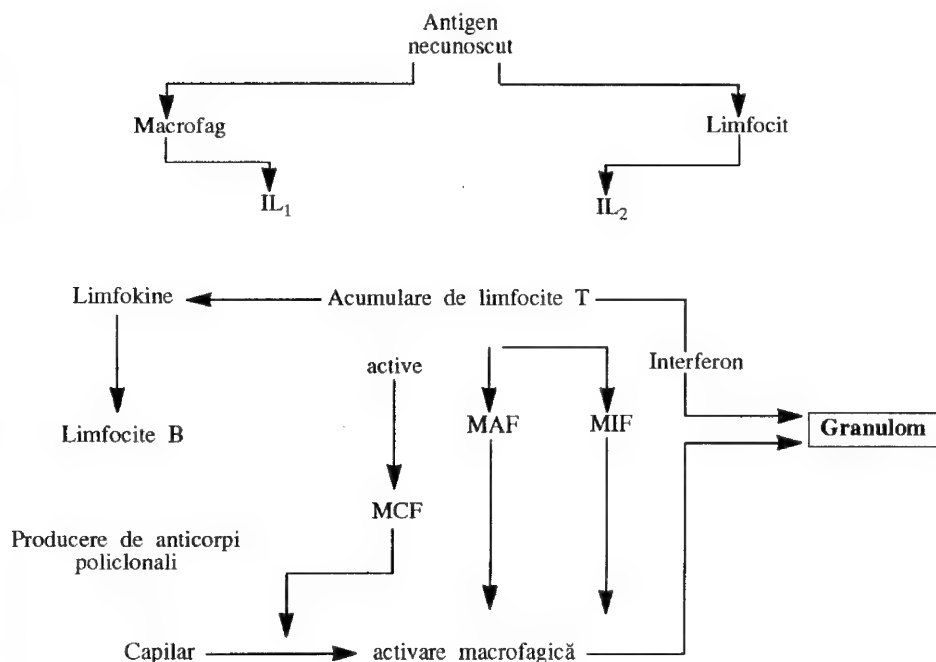 Antigen
necunoscut
Macrofag
Limfocit
IL₁
IL₂
Limfokine
Acumulare de limfocite T
active
Interferon
Limfocite B
MAF
MIF
Granulom
MCF
Producere de anticorpi
policlonali
Capilar
activare macrofagică